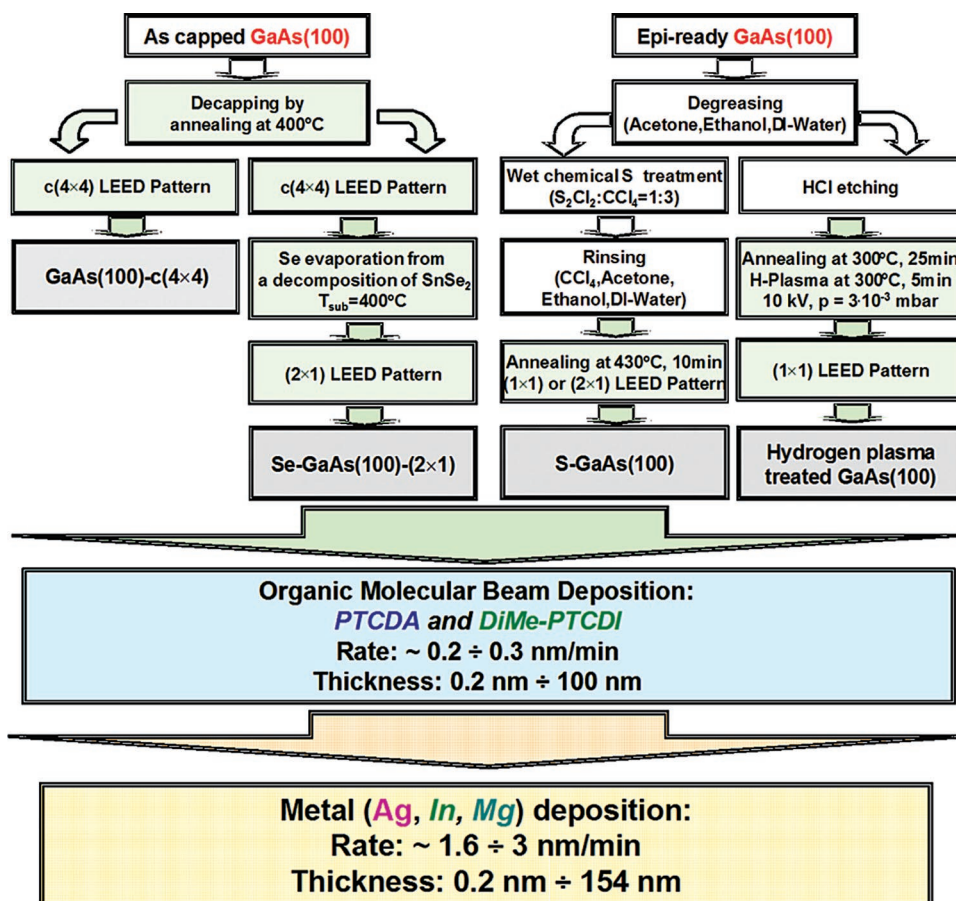 As capped GaAs(100)
Decapping by
annealing at 400ºC
c(4×4) LEED Pattern
GaAs(100)-c(4×4)
c(4×4) LEED Pattern
Se evaporation from
a decomposition of SnSe₂
Tsub=400ºC
(2×1) LEED Pattern
Se-GaAs(100)-(2×1)
Epi-ready GaAs(100)
Degreasing
(Acetone,Ethanol,DI-Water)
Wet chemical S treatment
(S₂Cl₂:CCl₄=1:3)
Rinsing
(CCl₄,Acetone,
Ethanol,DI-Water)
Annealing at 430ºC, 10min
(1×1) or (2×1) LEED Pattern
S-GaAs(100)
HCl etching
Annealing at 300ºC, 25min
H-Plasma at 300ºC, 5min
10 kV, p = 3·10⁻³ mbar
(1×1) LEED Pattern
Hydrogen plasma
treated GaAs(100)
Organic Molecular Beam Deposition:
PTCDA and DiMe-PTCDI
Rate: ~ 0.2 ÷ 0.3 nm/min
Thickness: 0.2 nm ÷ 100 nm
Metal (Ag, In, Mg) deposition:
Rate: ~ 1.6 ÷ 3 nm/min
Thickness: 0.2 nm ÷ 154 nm